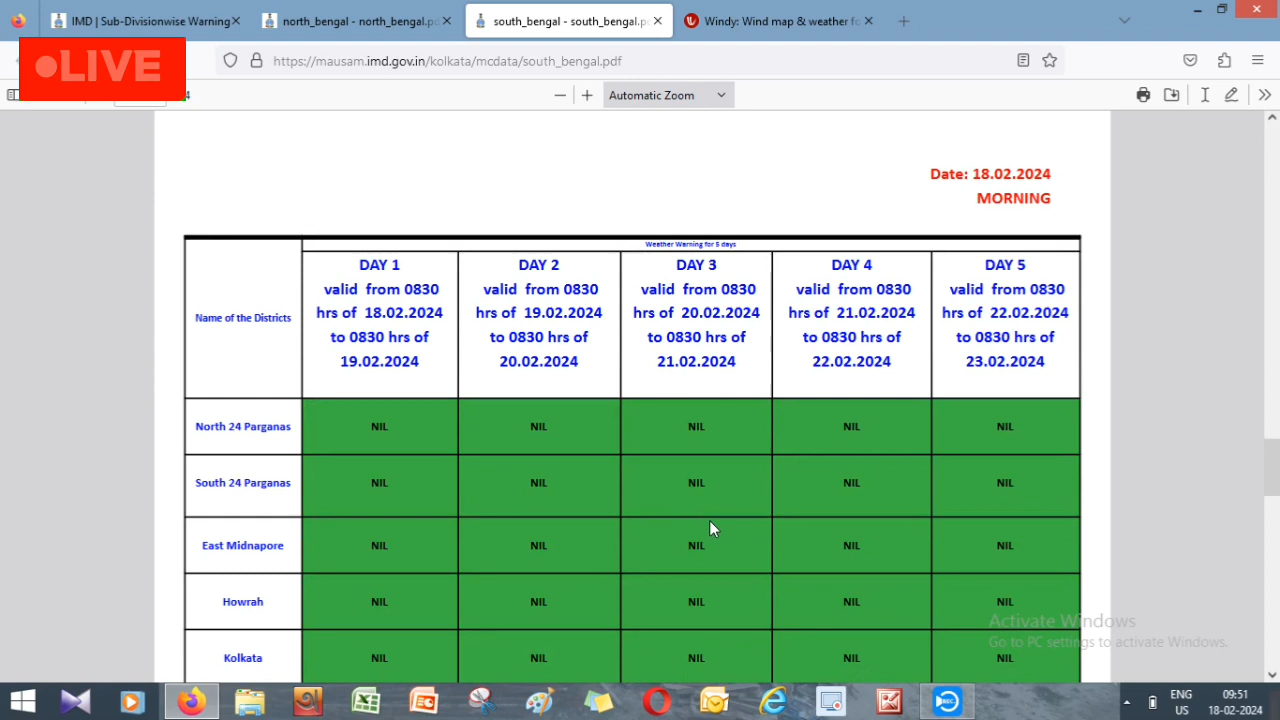 IMD | Sub-Divisionwise Warning
north_bengal - north_bengal.pd
south_bengal - south_bengal.pd
Windy: Wind map & weather fo
LIVE
https://mausam.imd.gov.in/kolkata/mcdata/south_bengal.pdf
4
Automatic Zoom
Date: 18.02.2024
MORNING
Weather Warning for 5 days
Name of the Districts
DAY 1
valid from 0830
hrs of 18.02.2024
to 0830 hrs of
19.02.2024
DAY 2
valid from 0830
hrs of 19.02.2024
to 0830 hrs of
20.02.2024
DAY 3
valid from 0830
hrs of 20.02.2024
to 0830 hrs of
21.02.2024
DAY 4
valid from 0830
hrs of 21.02.2024
to 0830 hrs of
22.02.2024
DAY 5
valid from 0830
hrs of 22.02.2024
to 0830 hrs of
23.02.2024
North 24 Parganas NIL NIL NIL NIL NIL
South 24 Parganas NIL NIL NIL NIL NIL
East Midnapore NIL NIL NIL NIL NIL
Howrah NIL NIL NIL NIL NIL
Kolkata NIL NIL NIL NIL NIL
Activate Windows
Go to PC settings to activate Windows.
REC
ENG
US
09:51
18-02-2024